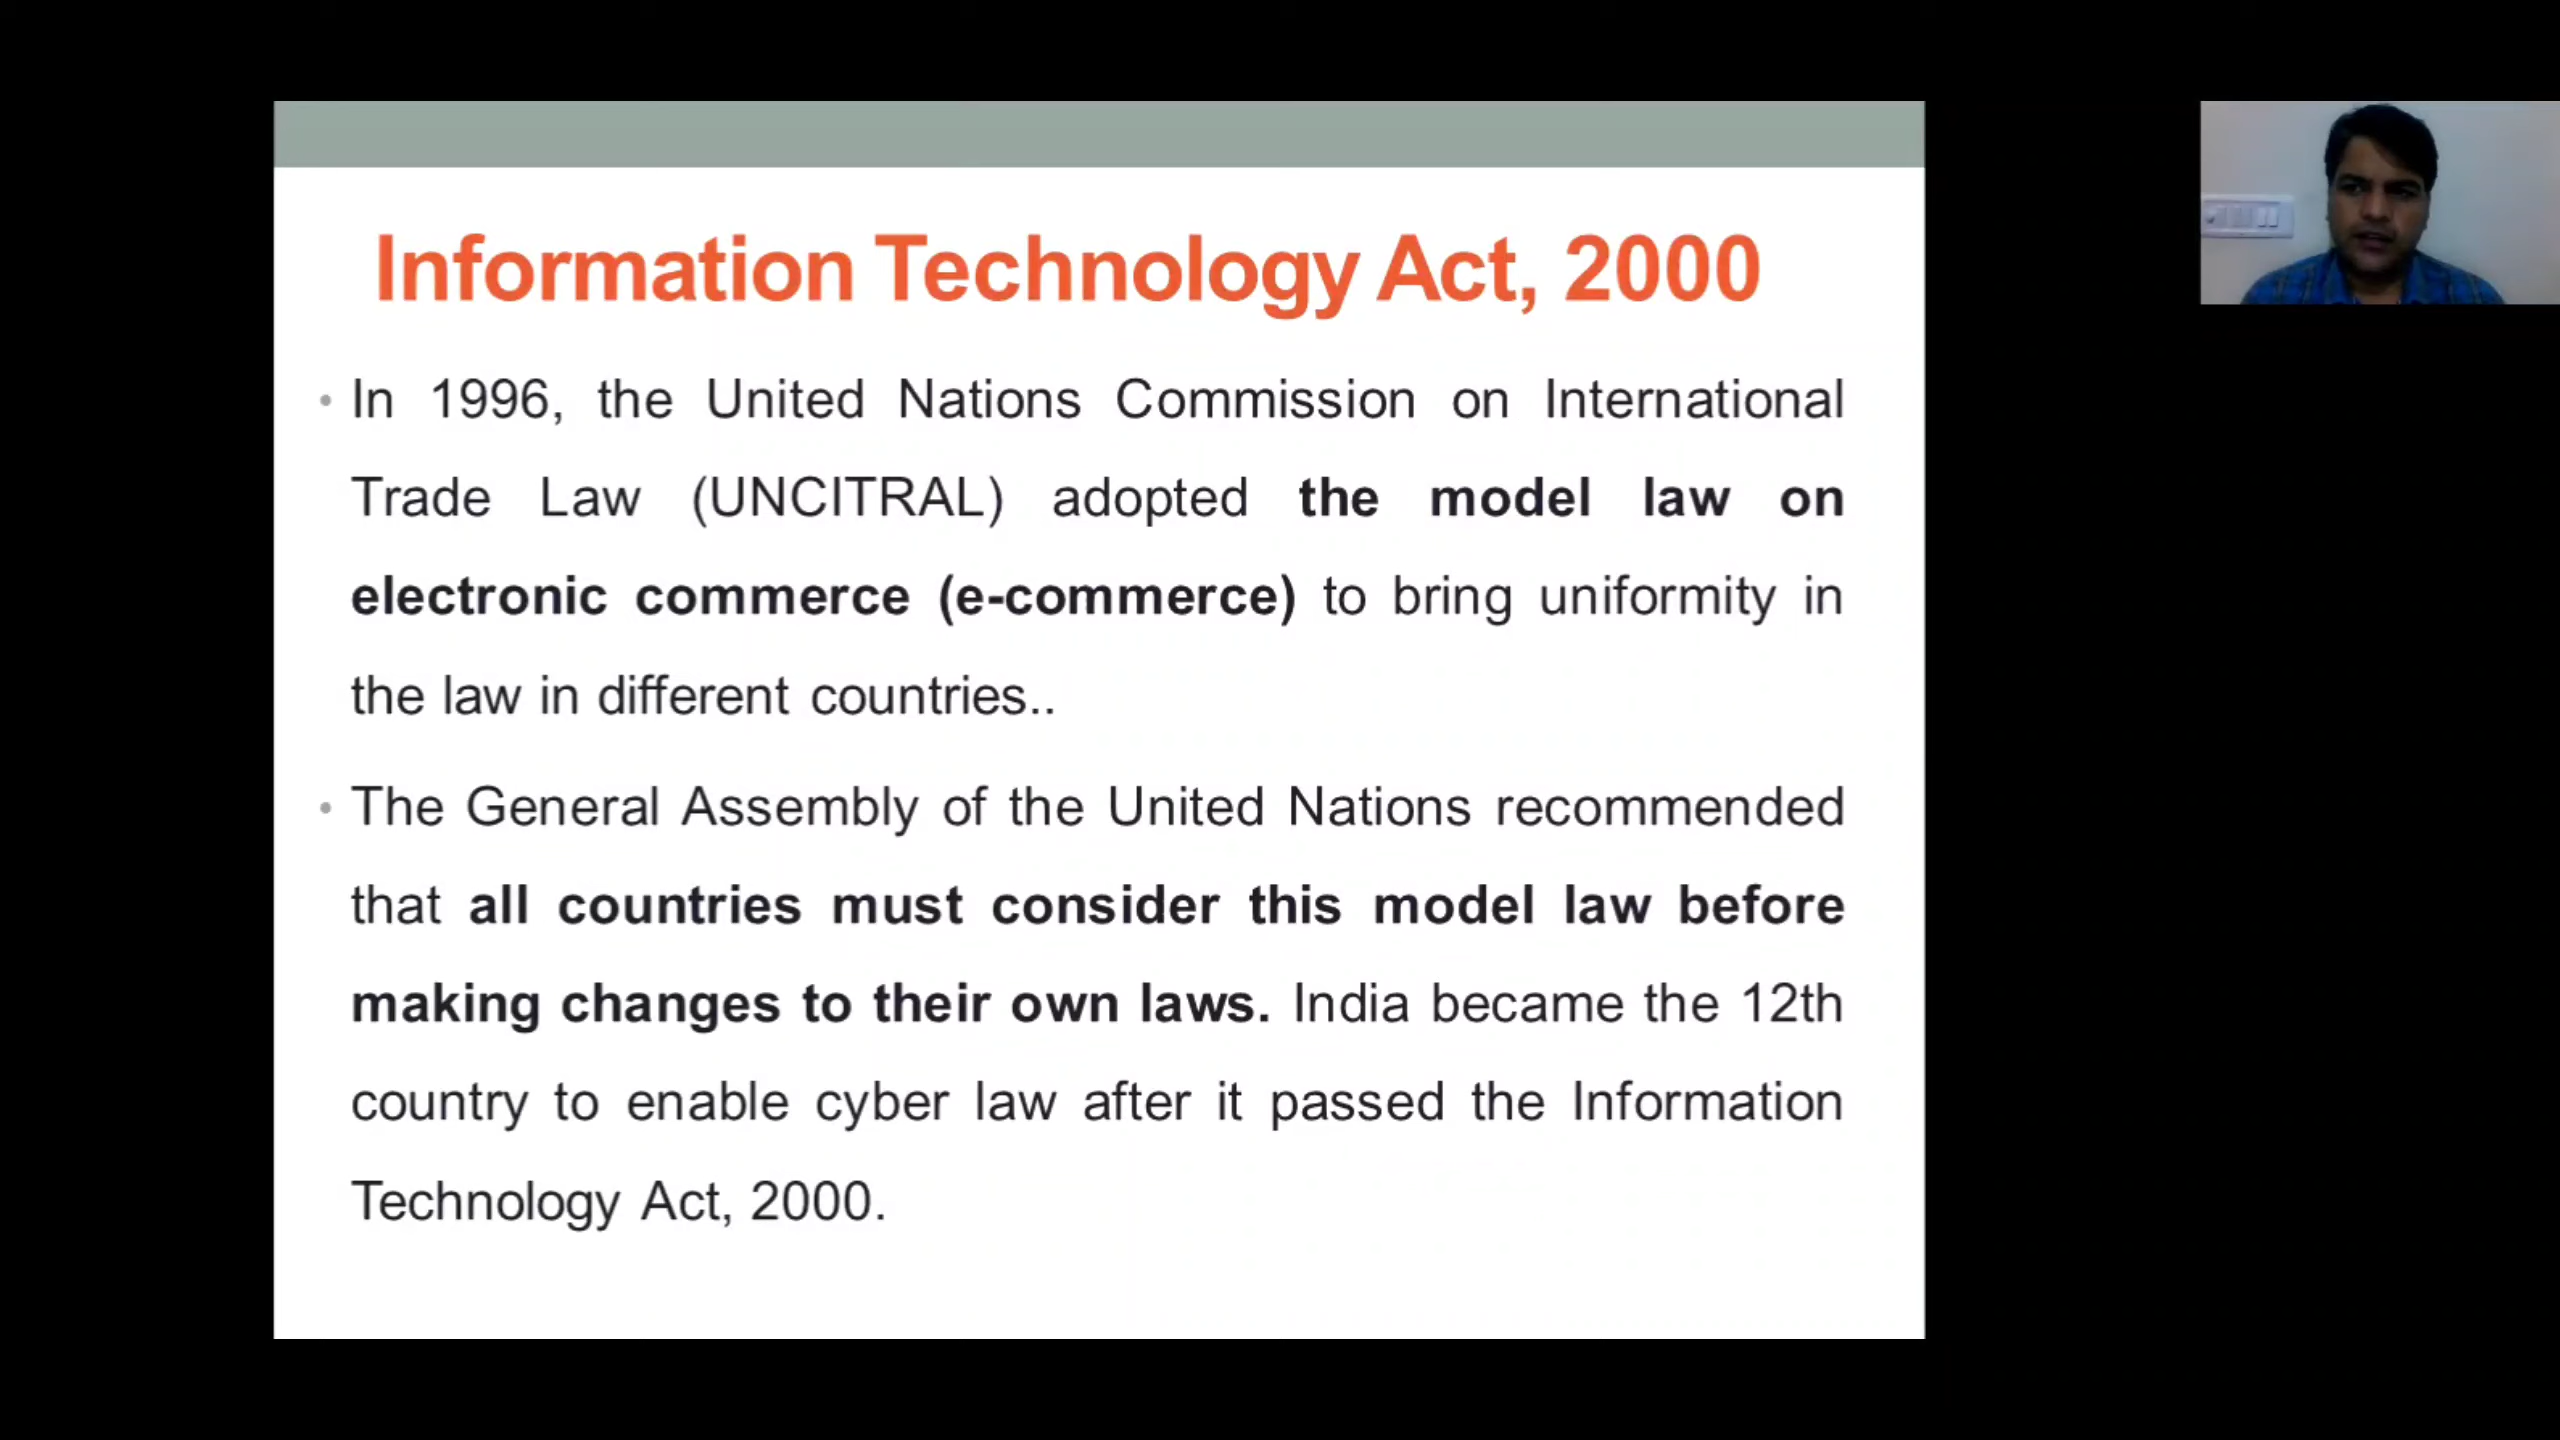 Information Technology Act, 2000
• In 1996, the United Nations Commission on International
Trade Law (UNCITRAL) adopted the model law on
electronic commerce (e-commerce) to bring uniformity in
the law in different countries..
• The General Assembly of the United Nations recommended
that all countries must consider this model law before
making changes to their own laws. India became the 12th
country to enable cyber law after it passed the Information
Technology Act, 2000.